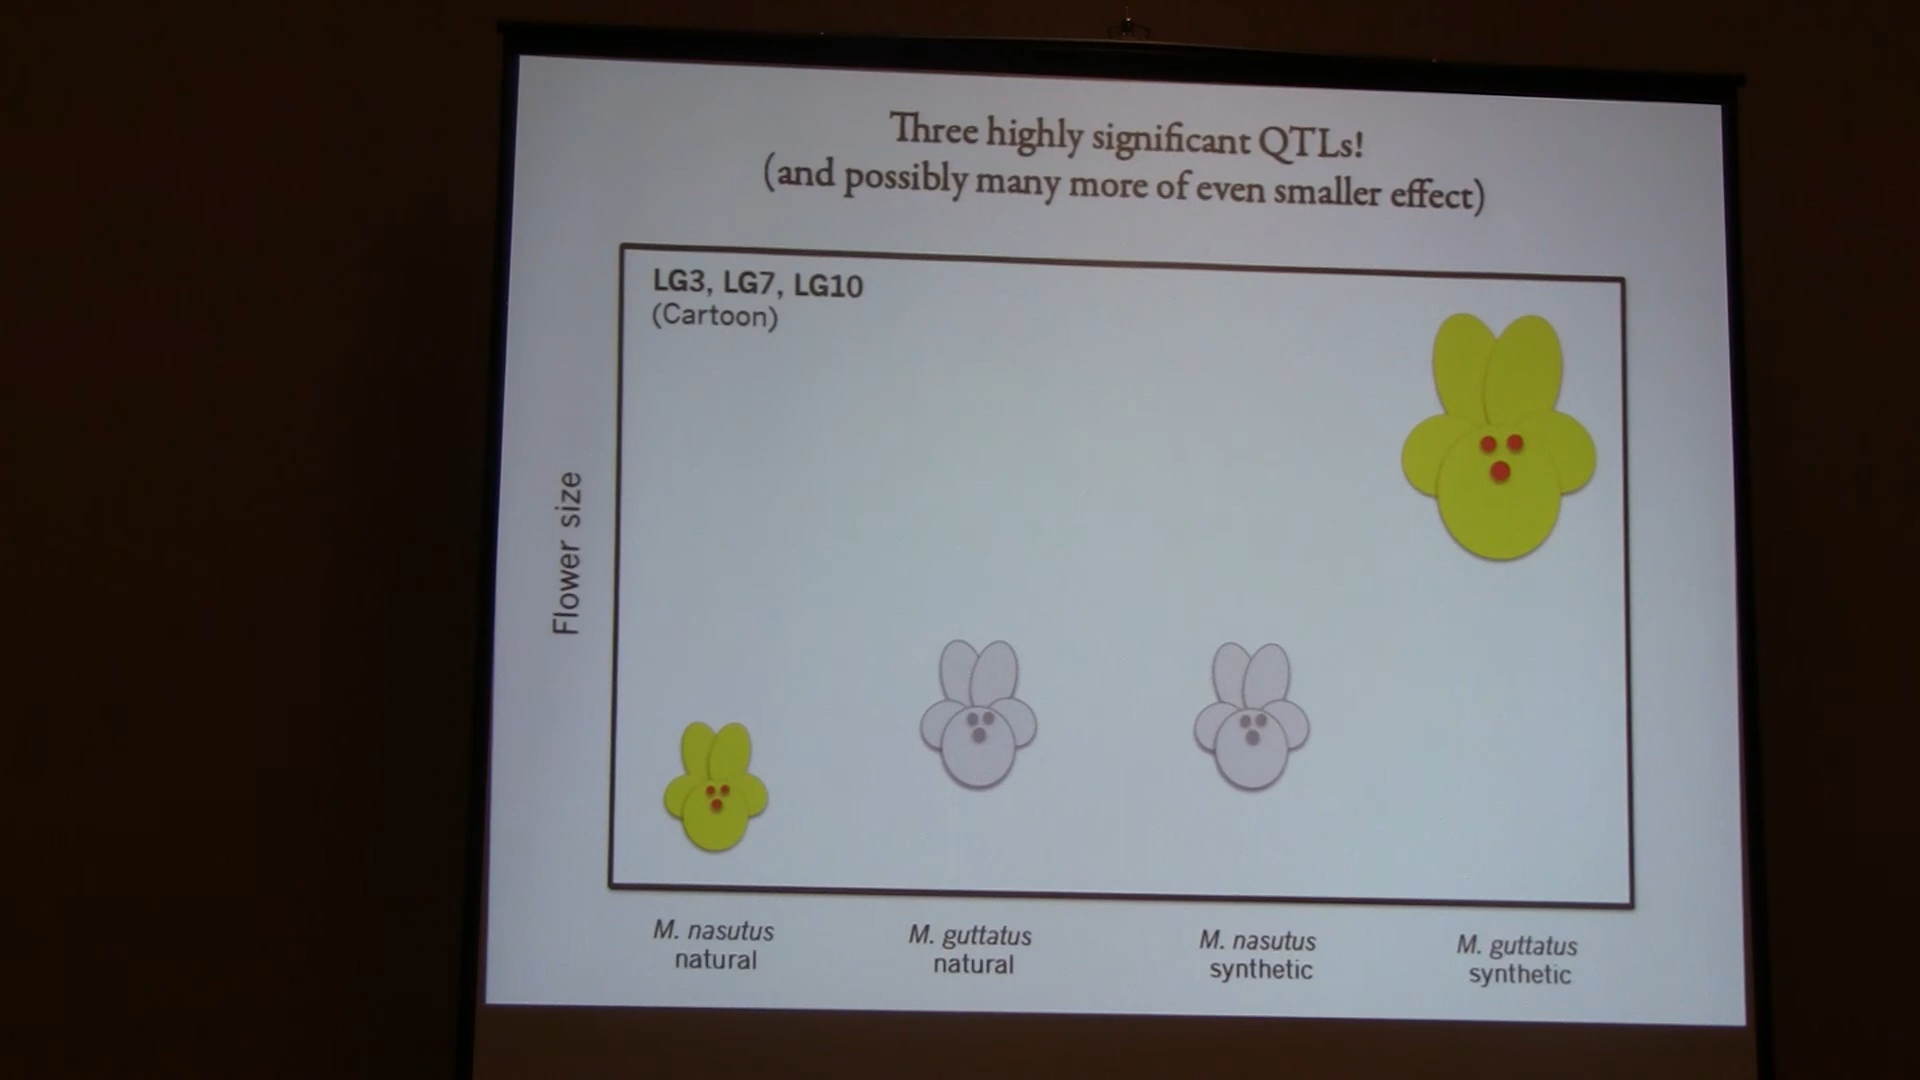 Three highly significant QTLs!
(and possibly many more of even smaller effect)
LG3, LG7, LG10
(Cartoon)
Flower size
M. nasutus
natural
M. guttatus
natural
M. nasutus
synthetic
M. guttatus
synthetic